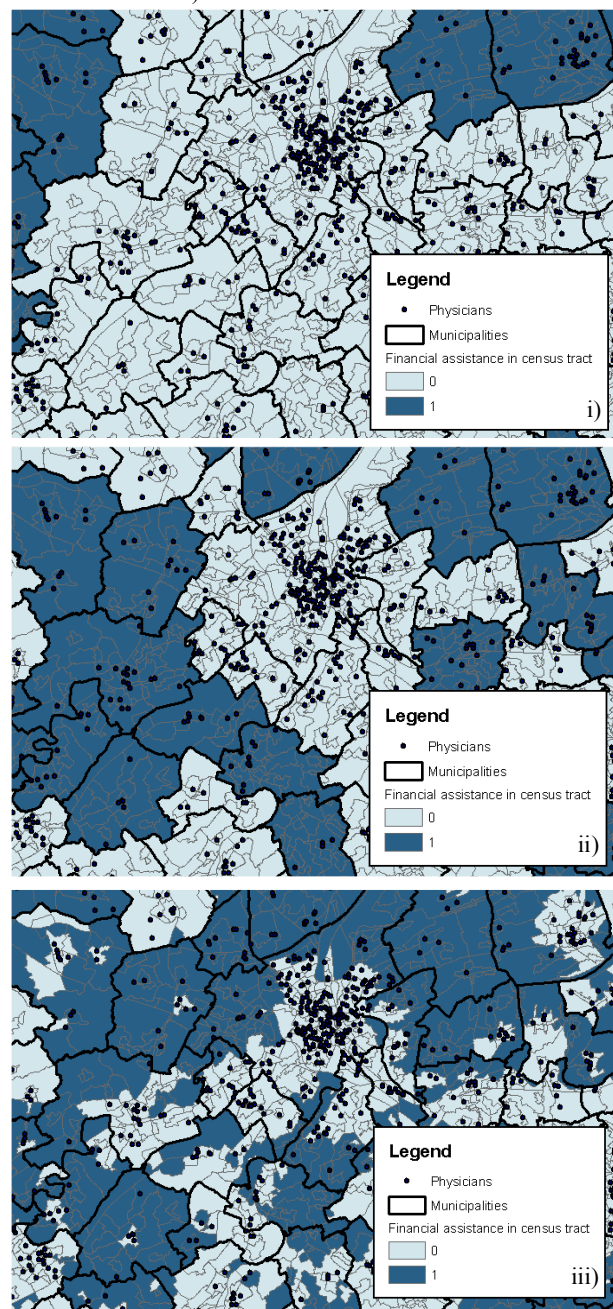 )
Legend
Physicians
Municipalities
Financial assistance in census tract
0
1
i)
Legend
Physicians
Municipalities
Financial assistance in census tract
0
1
ii)
Legend
Physicians
Municipalities
Financial assistance in census tract
0
1
iii)